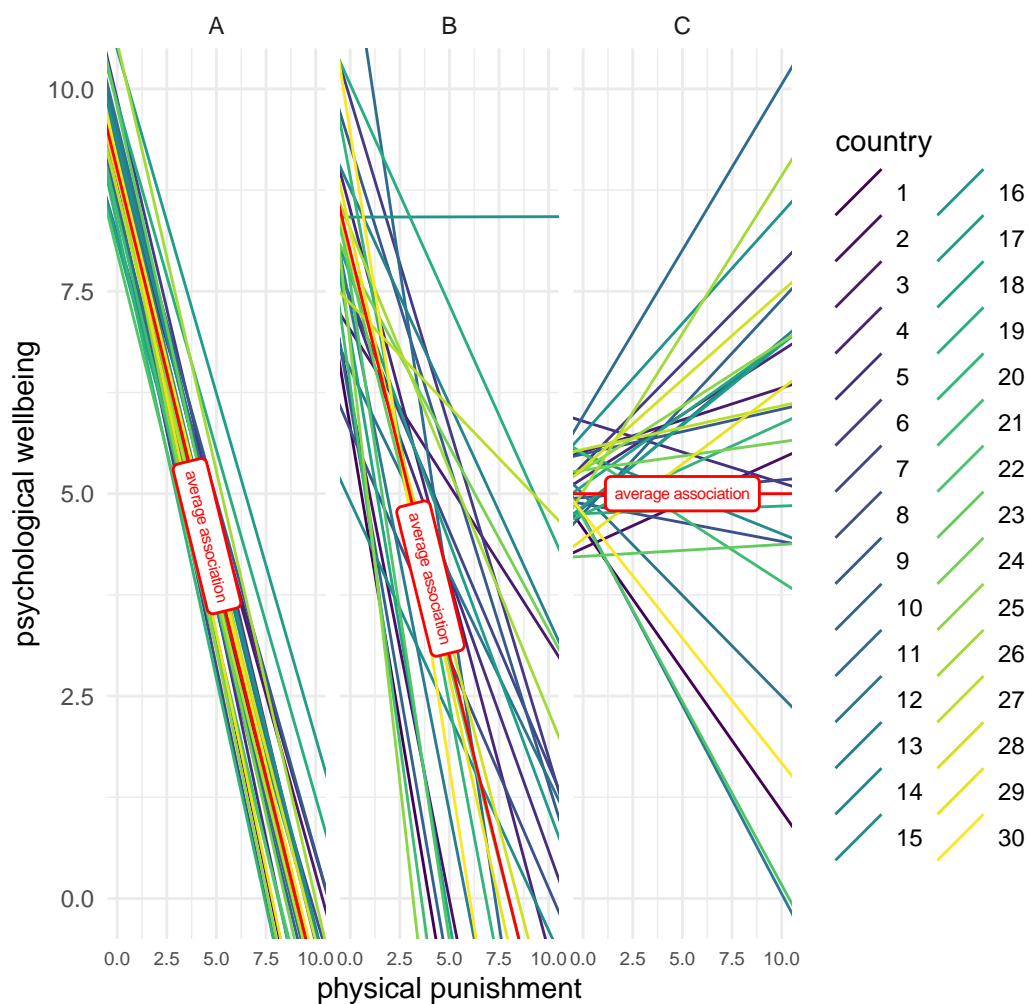 A B C
10.0
7.5
5.0
2.5
0.0
psychological wellbeing
average association
average association
average association
0.0 2.5 5.0 7.5 10.0 0.0 2.5 5.0 7.5 10.0 0.0 2.5 5.0 7.5 10.0
physical punishment
country
1 16
2 17
3 18
4 19
5 20
6 21
7 22
8 23
9 24
10 25
11 26
12 27
13 28
14 29
15 30